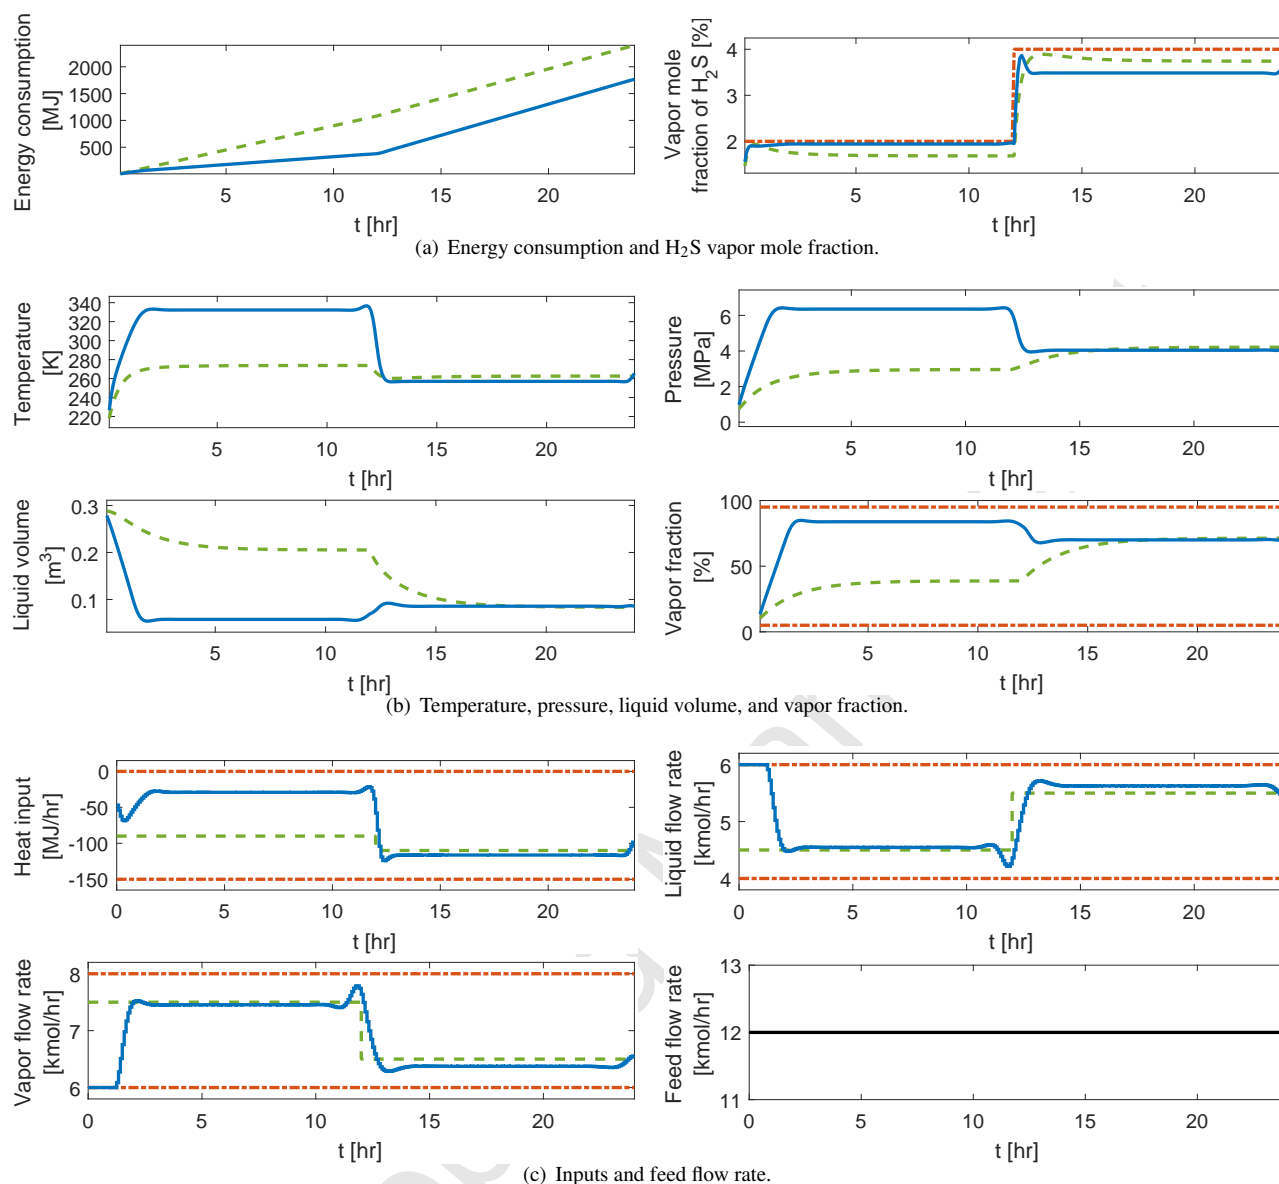 Energy consumption
[MJ]
2000
1500
1000
500
5
10
15
20
t [hr]
Vapor mole
fraction of H2S [%]
4
3
2
5
10
15
20
t [hr]
(a) Energy consumption and H2S vapor mole fraction.
Temperature
[K]
340
320
300
280
260
240
220
5
10
15
20
t [hr]
Pressure
[MPa]
6
4
2
0
5
10
15
20
t [hr]
Liquid volume
[m3]
0.3
0.2
0.1
5
10
15
20
t [hr]
Vapor fraction
[%]
100
50
0
5
10
15
20
t [hr]
(b) Temperature, pressure, liquid volume, and vapor fraction.
Heat input
[MJ/hr]
0
-50
-100
-150
0
5
10
15
20
t [hr]
Liquid flow rate
[kmol/hr]
6
5
4
0
5
10
15
20
t [hr]
Vapor flow rate
[kmol/hr]
8
7
6
0
5
10
15
20
t [hr]
Feed flow rate
[kmol/hr]
13
12
11
0
5
10
15
20
t [hr]
(c) Inputs and feed flow rate.